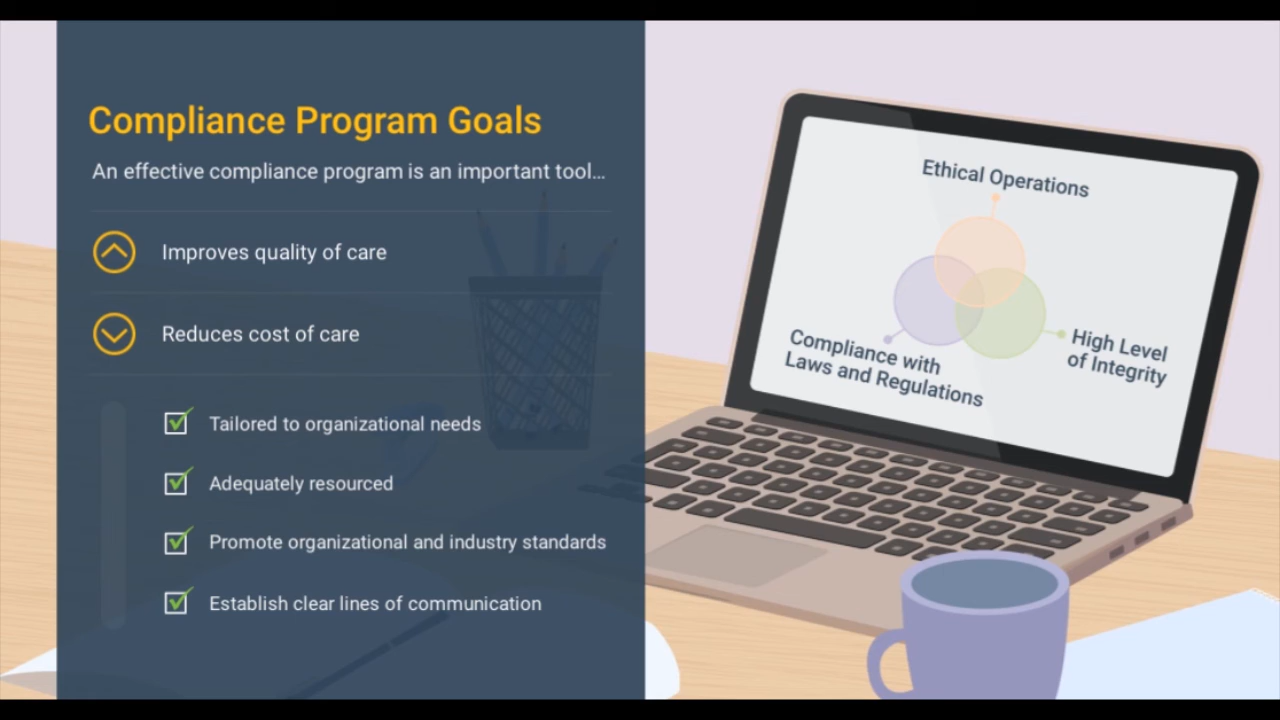 Compliance Program Goals
An effective compliance program is an important tool...
Improves quality of care
Reduces cost of care
Tailored to organizational needs
Adequately resourced
Promote organizational and industry standards
Establish clear lines of communication
Ethical Operations
Compliance with
Laws and Regulations
High Level
of Integrity